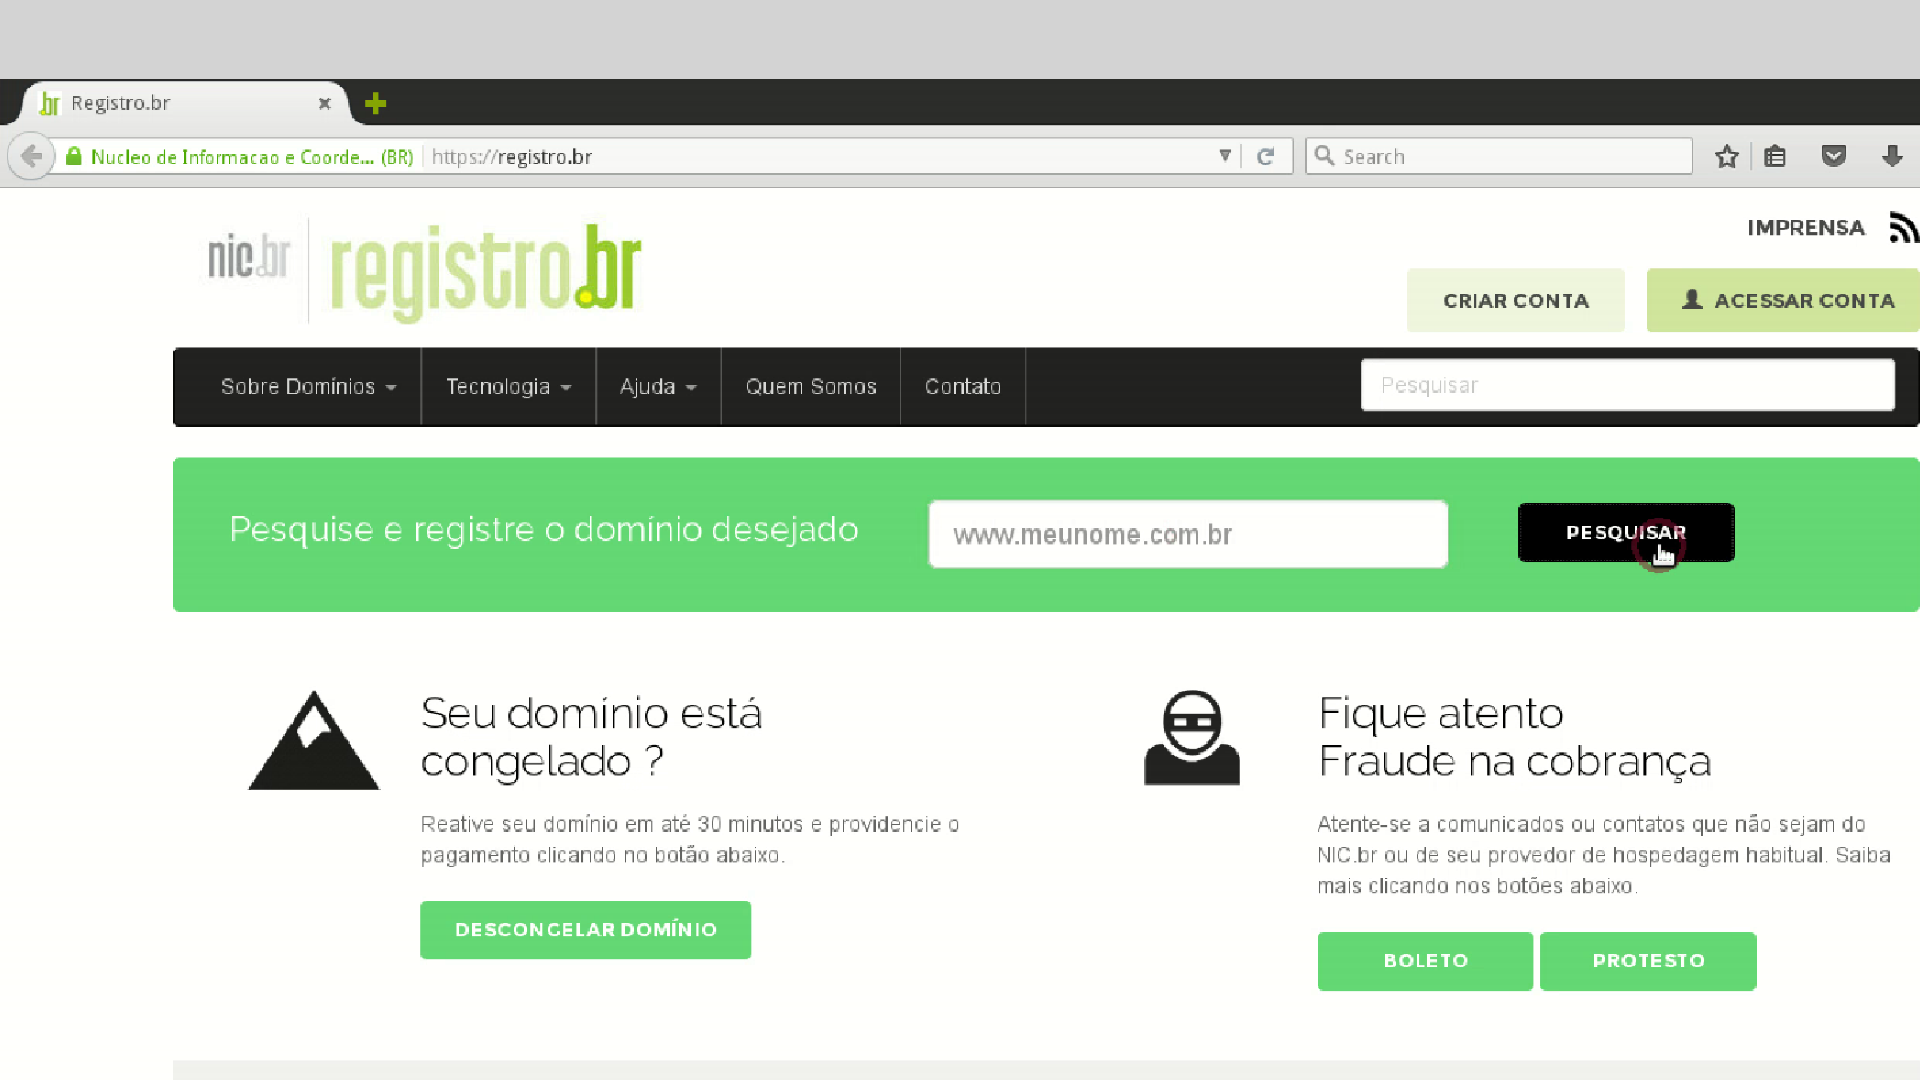 .br Registro.br
Nucleo de Informacao e Coorde... (BR) https://registro.br Search
IMPRENSA
nic.br registro.br
CRIAR CONTA ACESSAR CONTA
Sobre Domínios Tecnologia Ajuda Quem Somos Contato Pesquisar
Pesquise e registre o domínio desejado www.meunome.com.br PESQUISAR
Seu domínio está
congelado ?
Reative seu domínio em até 30 minutos e providencie o
pagamento clicando no botão abaixo.
DESCONGELAR DOMÍNIO
Fique atento
Fraude na cobrança
Atente-se a comunicados ou contatos que não sejam do
NIC.br ou de seu provedor de hospedagem habitual. Saiba
mais clicando nos botões abaixo.
BOLETO PROTESTO